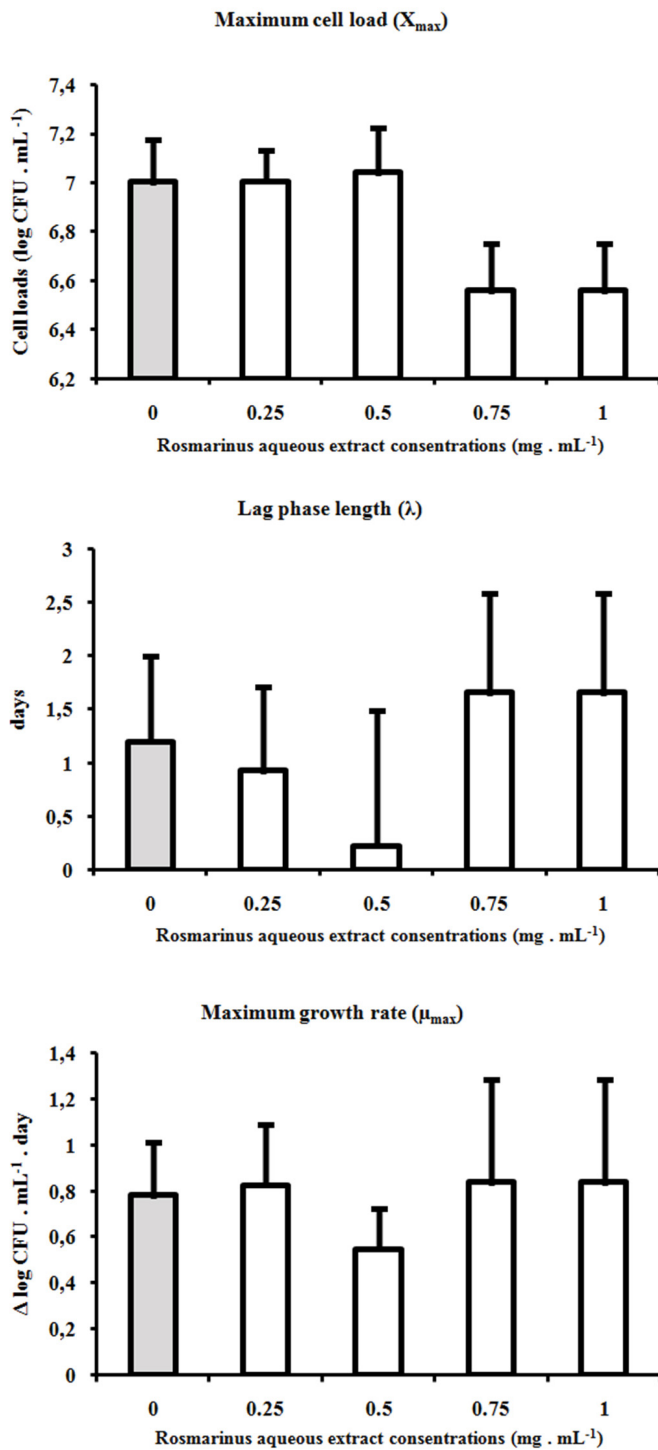 Maximum cell load (Xmax)
Cell loads (log CFU . mL -1)
7,4
7,2
7
6,8
6,6
6,4
6,2
0 0.25 0.5 0.75 1
Rosmarinus aqueous extract consentrations (mg . mL-1)
Lag phase length (λ)
days
3
2,5
2
1,5
1
0,5
0
0 0.25 0.5 0.75 1
Rosmarinus aqueous extract consentrations (mg . mL-1)
Maximum growth rate (µmax)
Δ log CFU . mL-1 . day
1,4
1,2
1
0,8
0,6
0,4
0,2
0
0 0.25 0.5 0.75 1
Rosmarinus aqueous extract consentrations (mg . mL-1)